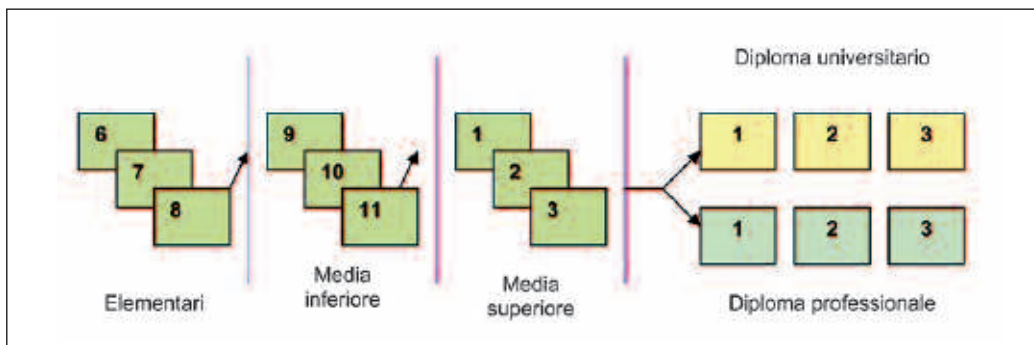 Diploma universitario
6
7
8
9
10
11
1
2
3
1 2 3
1 2 3
Elementari
Media
inferiore
Media
superiore
Diploma professionale